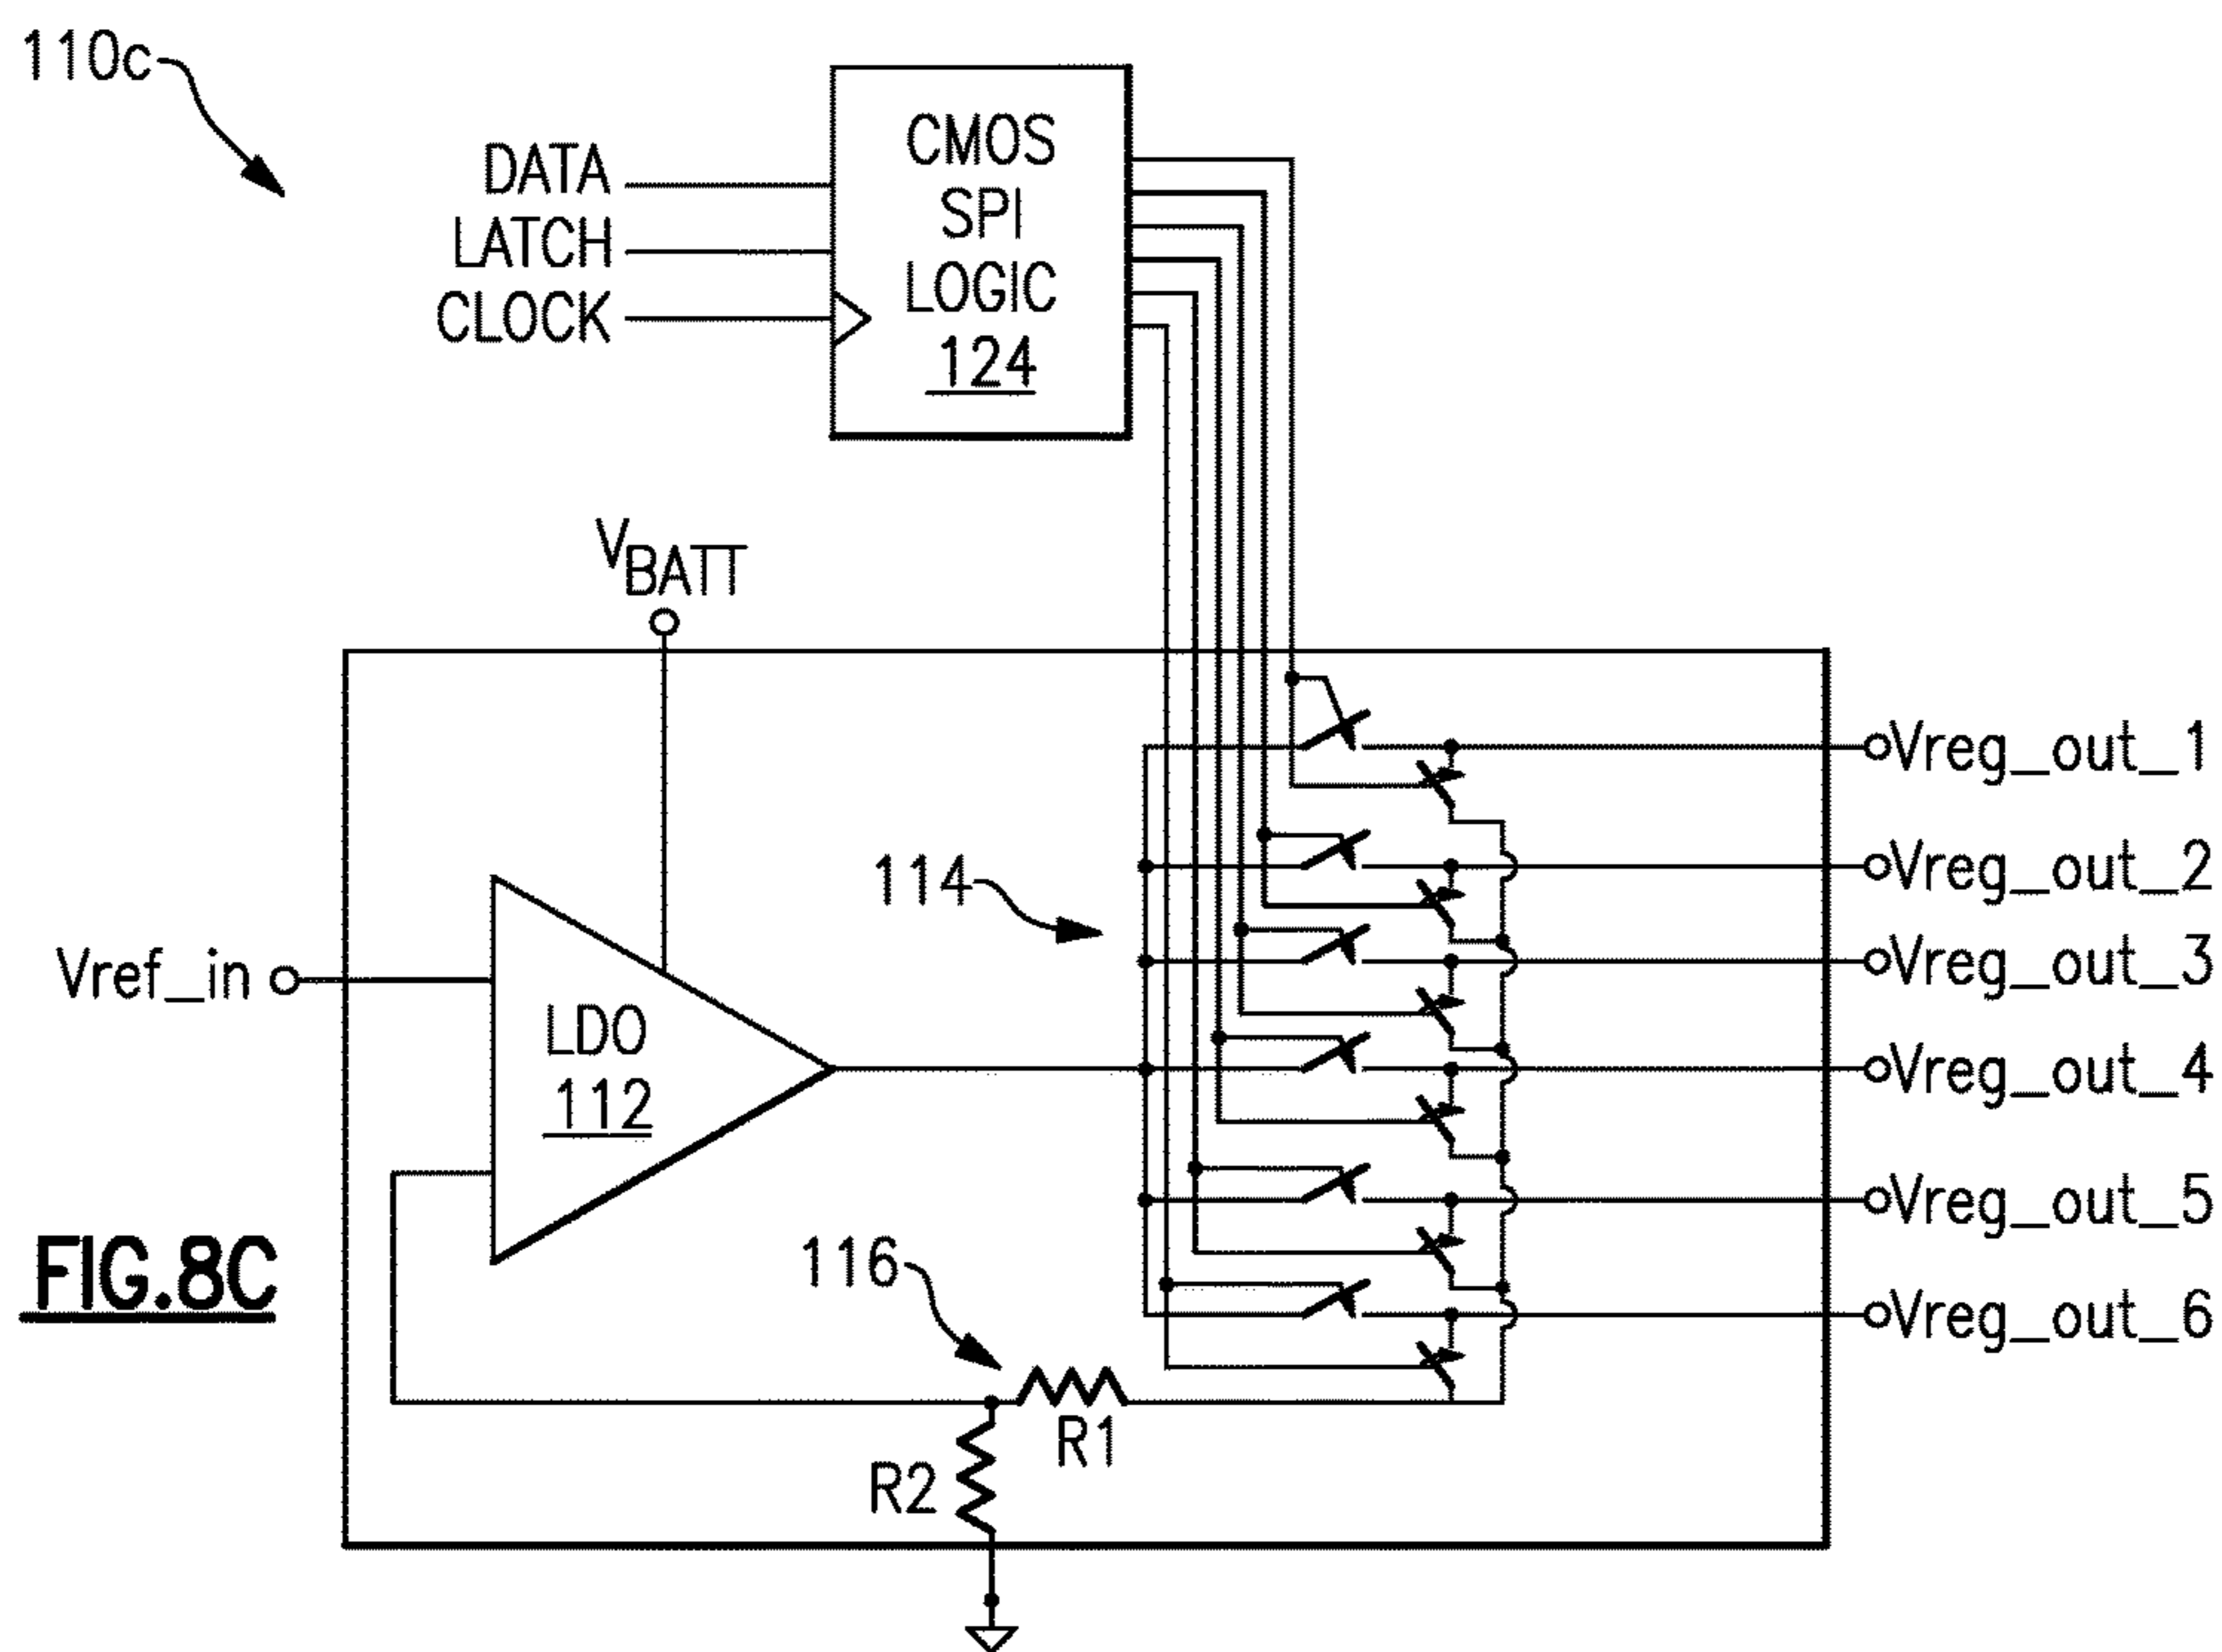 110c
DATA
LATCH
CLOCK
CMOS
SPI
LOGIC
124
VBATT
Vref_in
LDO
112
114
116
R1
R2
Vreg_out_1
Vreg_out_2
Vreg_out_3
Vreg_out_4
Vreg_out_5
Vreg_out_6
FIG.8C